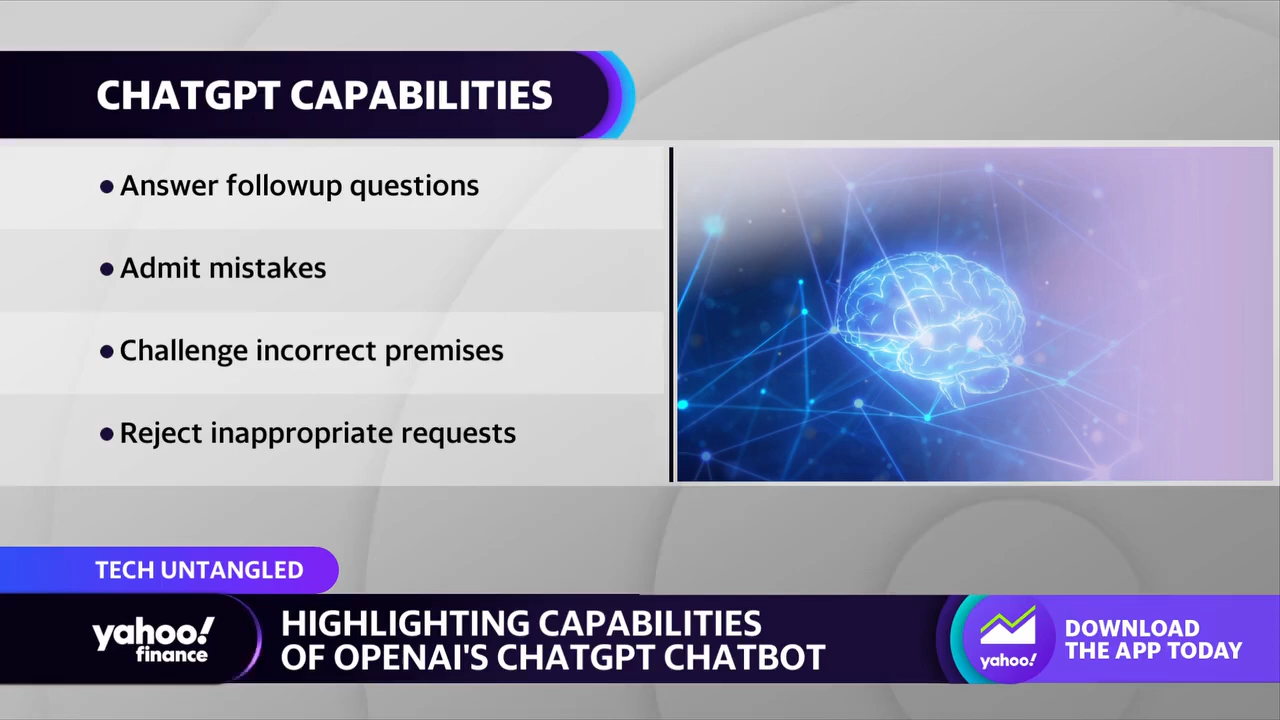 CHATGPT CAPABILITIES
• Answer followup questions
• Admit mistakes
• Challenge incorrect premises
• Reject inappropriate requests
TECH UNTANGLED
yahoo!
finance
HIGHLIGHTING CAPABILITIES
OF OPENAI'S CHATGPT CHATBOT
yahoo!
DOWNLOAD
THE APP TODAY